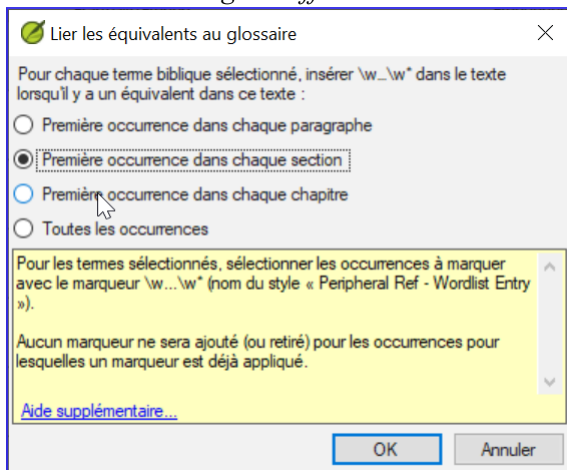 Lier les équivalents au glossaire
Pour chaque terme biblique sélectionné, insérer \w...\w* dans le texte
lorsqu'il y a un équivalent dans ce texte :
Première occurrence dans chaque paragraphe
Première occurrence dans chaque section
Première occurrence dans chaque chapitre
Toutes les occurrences
Pour les termes sélectionnés, sélectionner les occurrences à marquer
avec le marqueur \w...\w* (nom du style « Peripheral Ref - Wordlist Entry
»).
Aucun marqueur ne sera ajouté (ou retiré) pour les occurrences pour
lesquelles un marqueur est déjà appliqué.
Aide supplémentaire...
OK Annuler